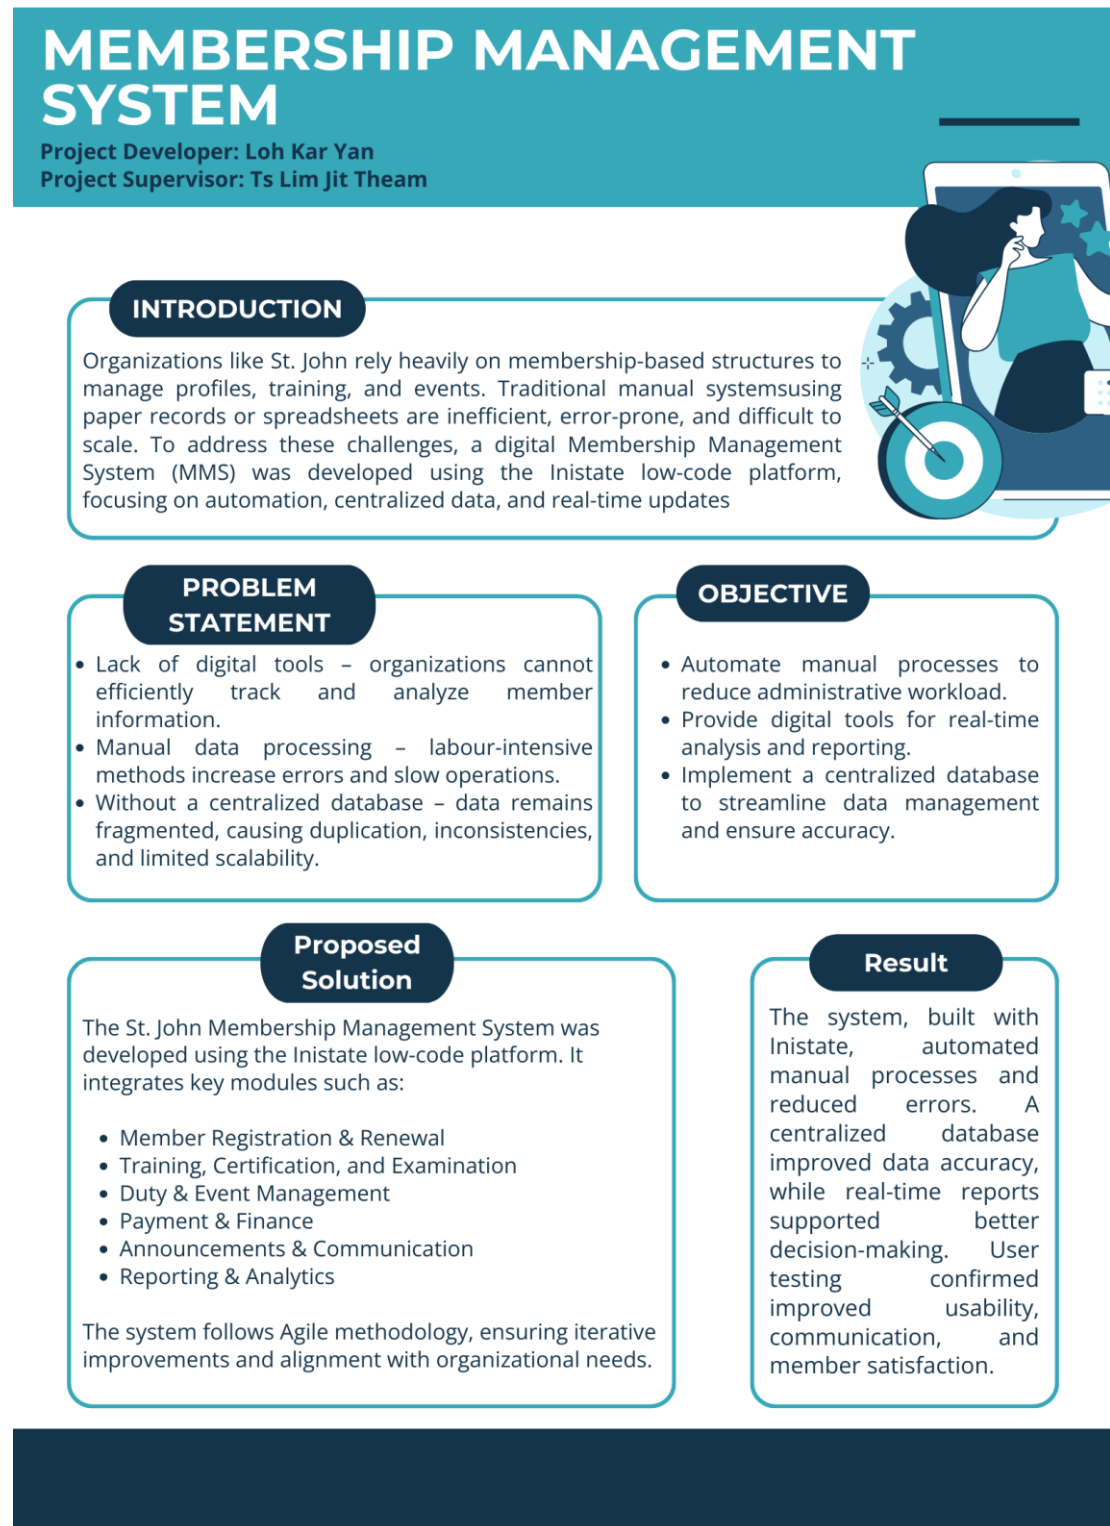 MEMBERSHIP MANAGEMENT
SYSTEM
Project Developer: Loh Kar Yan
Project Supervisor: Ts Lim Jit Theam
INTRODUCTION
Organizations like St. John rely heavily on membership-based structures to
manage profiles, training, and events. Traditional manual systemsusing
paper records or spreadsheets are inefficient, error-prone, and difficult to
scale. To address these challenges, a digital Membership Management
System (MMS) was developed using the Inistate low-code platform,
focusing on automation, centralized data, and real-time updates
PROBLEM
STATEMENT
• Lack of digital tools – organizations cannot
efficiently track and analyze member
information.
• Manual data processing – labour-intensive
methods increase errors and slow operations.
• Without a centralized database – data remains
fragmented, causing duplication, inconsistencies,
and limited scalability.
OBJECTIVE
• Automate manual processes to
reduce administrative workload.
• Provide digital tools for real-time
analysis and reporting.
• Implement a centralized database
to streamline data management
and ensure accuracy.
Proposed
Solution
The St. John Membership Management System was
developed using the Inistate low-code platform. It
integrates key modules such as:
• Member Registration & Renewal
• Training, Certification, and Examination
• Duty & Event Management
• Payment & Finance
• Announcements & Communication
• Reporting & Analytics
The system follows Agile methodology, ensuring iterative
improvements and alignment with organizational needs.
Result
The system, built with
Inistate, automated
manual processes and
reduced errors. A
centralized database
improved data accuracy,
while real-time reports
supported better
decision-making. User
testing confirmed
improved usability,
communication, and
member satisfaction.